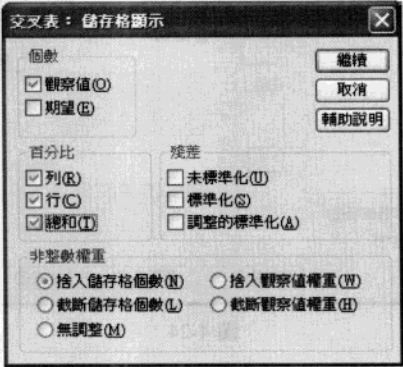 交叉表：儲存格顯示
個數
觀察值(O)
期望(E)
繼續
取消
輔助說明
百分比
列(R)
行(C)
總和(T)
殘差
未標準化(U)
標準化(S)
調整的標準化(A)
非整數權重
捨入儲存格個數(N)
捨入觀察值權重(W)
截斷儲存格個數(L)
截斷觀察值權重(H)
無調整(M)